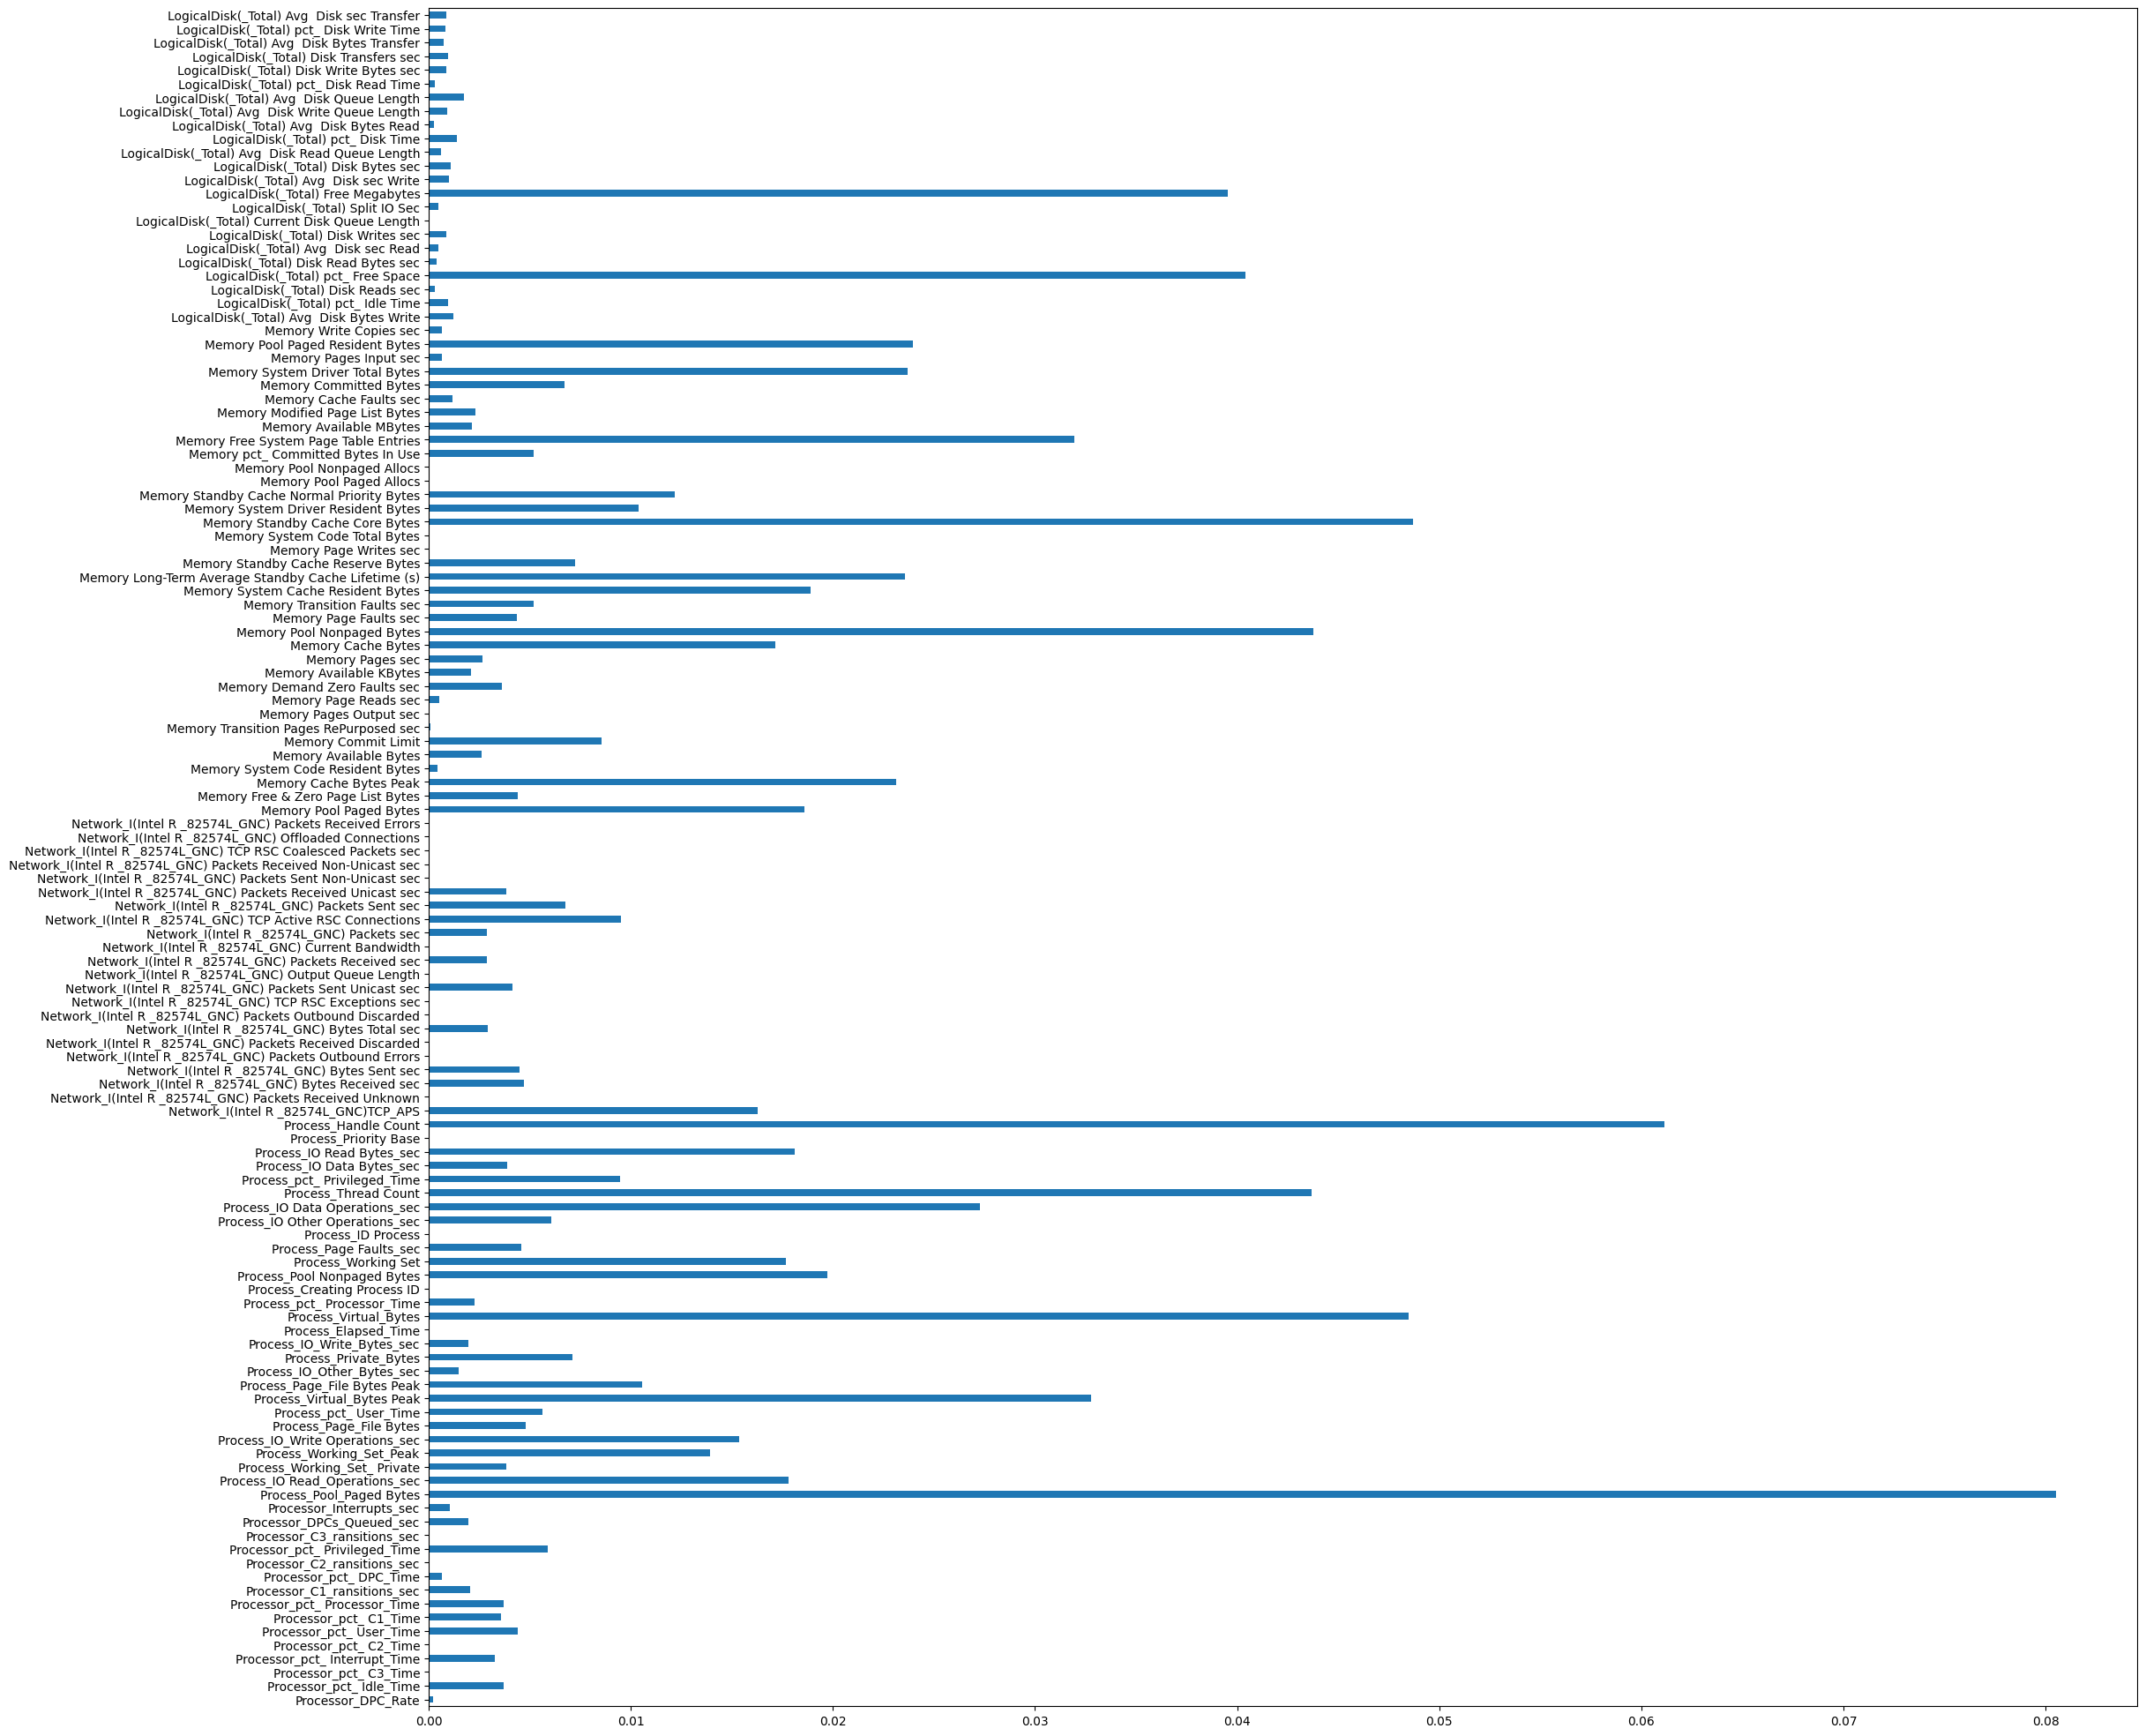 LogicalDisk(_Total) Avg  Disk sec Transfer
LogicalDisk(_Total) pct_ Disk Write Time
LogicalDisk(_Total) Avg  Disk Bytes Transfer
LogicalDisk(_Total) Disk Transfers sec
LogicalDisk(_Total) Disk Write Bytes sec
LogicalDisk(_Total) pct_ Disk Read Time
LogicalDisk(_Total) Avg  Disk Queue Length
LogicalDisk(_Total) Avg  Disk Write Queue Length
LogicalDisk(_Total) Avg  Disk Bytes Read
LogicalDisk(_Total) pct_ Disk Time
LogicalDisk(_Total) Avg  Disk Read Queue Length
LogicalDisk(_Total) Disk Bytes sec
LogicalDisk(_Total) Avg  Disk sec Write
LogicalDisk(_Total) Free Megabytes
LogicalDisk(_Total) Split IO Sec
LogicalDisk(_Total) Current Disk Queue Length
LogicalDisk(_Total) Disk Writes sec
LogicalDisk(_Total) Avg  Disk sec Read
LogicalDisk(_Total) Disk Read Bytes sec
LogicalDisk(_Total) pct_ Free Space
LogicalDisk(_Total) Disk Reads sec
LogicalDisk(_Total) pct_ Idle Time
LogicalDisk(_Total) Avg  Disk Bytes Write
Memory Write Copies sec
Memory Pool Paged Resident Bytes
Memory Pages Input sec
Memory System Driver Total Bytes
Memory Committed Bytes
Memory Cache Faults sec
Memory Modified Page List Bytes
Memory Available MBytes
Memory Free System Page Table Entries
Memory pct_ Committed Bytes In Use
Memory Pool Nonpaged Allocs
Memory Pool Paged Allocs
Memory Standby Cache Normal Priority Bytes
Memory System Driver Resident Bytes
Memory Standby Cache Core Bytes
Memory System Code Total Bytes
Memory Page Writes sec
Memory Standby Cache Reserve Bytes
Memory Long-Term Average Standby Cache Lifetime (s)
Memory System Cache Resident Bytes
Memory Transition Faults sec
Memory Page Faults sec
Memory Pool Nonpaged Bytes
Memory Cache Bytes
Memory Pages sec
Memory Available KBytes
Memory Demand Zero Faults sec
Memory Page Reads sec
Memory Pages Output sec
Memory Transition Pages RePurposed sec
Memory Commit Limit
Memory Available Bytes
Memory System Code Resident Bytes
Memory Cache Bytes Peak
Memory Free & Zero Page List Bytes
Memory Pool Paged Bytes
Network_I(Intel R _82574L_GNC) Packets Received Errors
Network_I(Intel R _82574L_GNC) Offloaded Connections
Network_I(Intel R _82574L_GNC) TCP RSC Coalesced Packets sec
Network_I(Intel R _82574L_GNC) Packets Received Non-Unicast sec
Network_I(Intel R _82574L_GNC) Packets Sent Non-Unicast sec
Network_I(Intel R _82574L_GNC) Packets Received Unicast sec
Network_I(Intel R _82574L_GNC) Packets Sent sec
Network_I(Intel R _82574L_GNC) TCP Active RSC Connections
Network_I(Intel R _82574L_GNC) Packets sec
Network_I(Intel R _82574L_GNC) Current Bandwidth
Network_I(Intel R _82574L_GNC) Packets Received sec
Network_I(Intel R _82574L_GNC) Output Queue Length
Network_I(Intel R _82574L_GNC) Packets Sent Unicast sec
Network_I(Intel R _82574L_GNC) TCP RSC Exceptions sec
Network_I(Intel R _82574L_GNC) Packets Outbound Discarded
Network_I(Intel R _82574L_GNC) Bytes Total sec
Network_I(Intel R _82574L_GNC) Packets Received Discarded
Network_I(Intel R _82574L_GNC) Packets Outbound Errors
Network_I(Intel R _82574L_GNC) Bytes Sent sec
Network_I(Intel R _82574L_GNC) Bytes Received sec
Network_I(Intel R _82574L_GNC) Packets Received Unknown
Network_I(Intel R _82574L_GNC)TCP_APS
Process_Handle Count
Process_Priority Base
Process_IO Read Bytes_sec
Process_IO Data Bytes_sec
Process_pct_ Privileged_Time
Process_Thread Count
Process_IO Data Operations_sec
Process_IO Other Operations_sec
Process_ID Process
Process_Page Faults_sec
Process_Working Set
Process_Pool Nonpaged Bytes
Process_Creating Process ID
Process_pct_ Processor_Time
Process_Virtual_Bytes
Process_Elapsed_Time
Process_IO_Write_Bytes_sec
Process_Private_Bytes
Process_IO_Other_Bytes_sec
Process_Page_File Bytes Peak
Process_Virtual_Bytes Peak
Process_pct_ User_Time
Process_Page_File Bytes
Process_IO_Write Operations_sec
Process_Working_Set_Peak
Process_Working_Set_ Private
Process_IO Read_Operations_sec
Process_Pool_Paged Bytes
Processor_Interrupts_sec
Processor_DPCs_Queued_sec
Processor_C3_ransitions_sec
Processor_pct_ Privileged_Time
Processor_C2_ransitions_sec
Processor_pct_ DPC_Time
Processor_C1_ransitions_sec
Processor_pct_ Processor_Time
Processor_pct_ C1_Time
Processor_pct_ User_Time
Processor_pct_ C2_Time
Processor_pct_ Interrupt_Time
Processor_pct_ C3_Time
Processor_pct_ Idle_Time
Processor_DPC_Rate
0.00 0.01 0.02 0.03 0.04 0.05 0.06 0.07 0.08